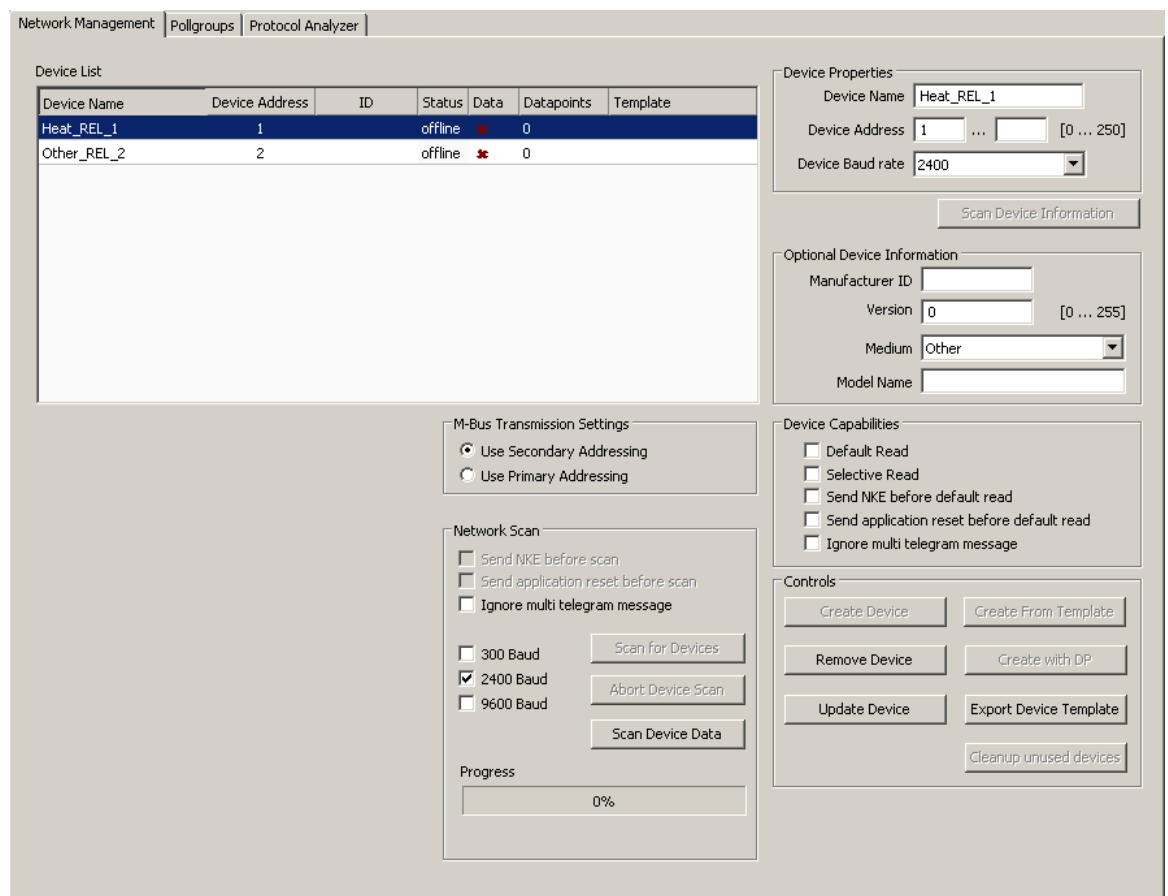 Network Management Pollgroups Protocol Analyzer
Device List
Device Name Device Address ID Status Data Datapoints Template
Heat_REL_1 1 offline 0
Other_REL_2 2 offline 0
Device Properties
Device Name Heat_REL_1
Device Address 1 ... [0 ... 250]
Device Baud rate 2400
Scan Device Information
Optional Device Information
Manufacturer ID
Version 0 [0 ... 255]
Medium Other
Model Name
M-Bus Transmission Settings
Use Secondary Addressing
Use Primary Addressing
Network Scan
Send NKE before scan
Send application reset before scan
Ignore multi telegram message
300 Baud
2400 Baud
9600 Baud
Scan for Devices
Abort Device Scan
Scan Device Data
Progress
0%
Device Capabilities
Default Read
Selective Read
Send NKE before default read
Send application reset before default read
Ignore multi telegram message
Controls
Create Device Create From Template
Remove Device Create with DP
Update Device Export Device Template
Cleanup unused devices